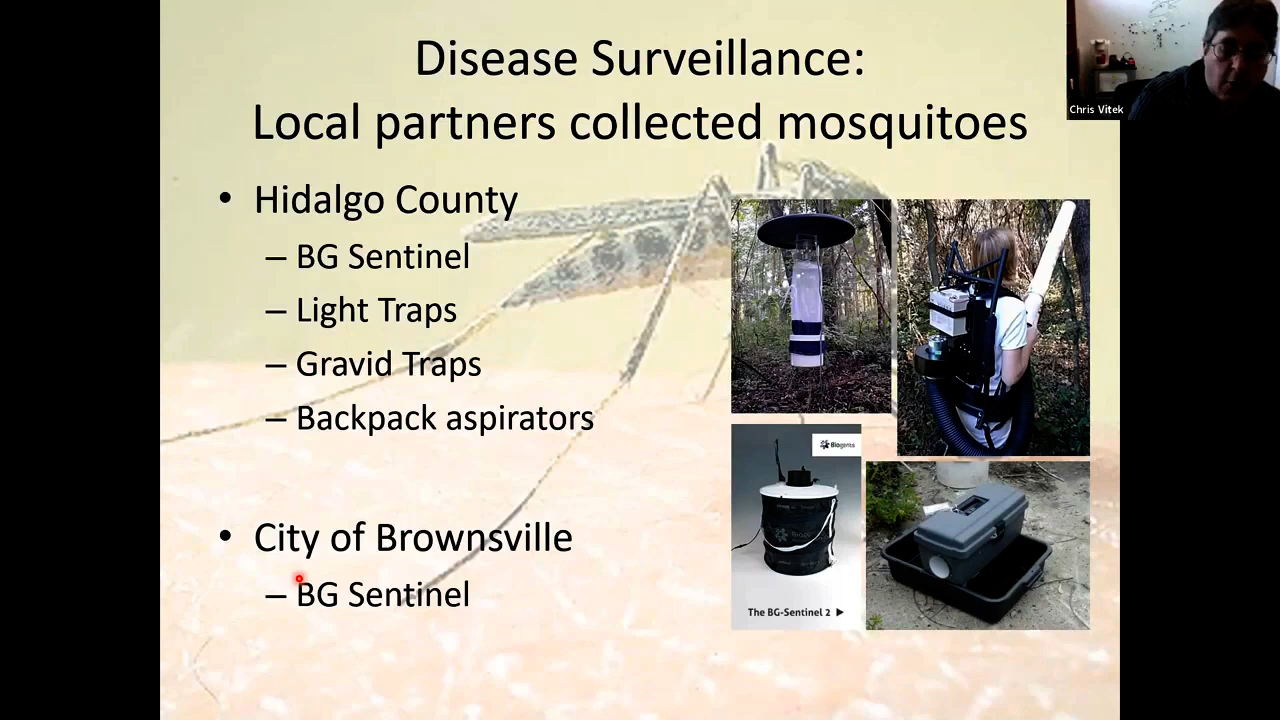 Disease Surveillance:
Local partners collected mosquitoes
Chris Vitek
• Hidalgo County
– BG Sentinel
– Light Traps
– Gravid Traps
– Backpack aspirators
Biogents
The BG-Sentinel 2 ▶
• City of Brownsville
– BG Sentinel